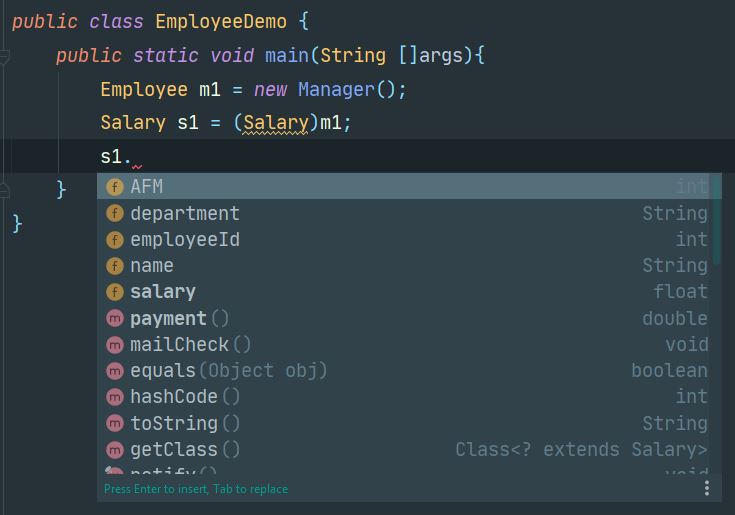 public class EmployeeDemo {
public static void main(String []args){
Employee m1 = new Manager();
Salary s1 = (Salary)m1;
s1.
f AFM int
f department String
f employeeId int
f name String
f salary float
m payment() double
m mailCheck() void
m equals(Object obj) boolean
m hashCode() int
m toString() String
m getClass() Class<? extends Salary>
m notify() void
Press Enter to insert, Tab to replace
}
}